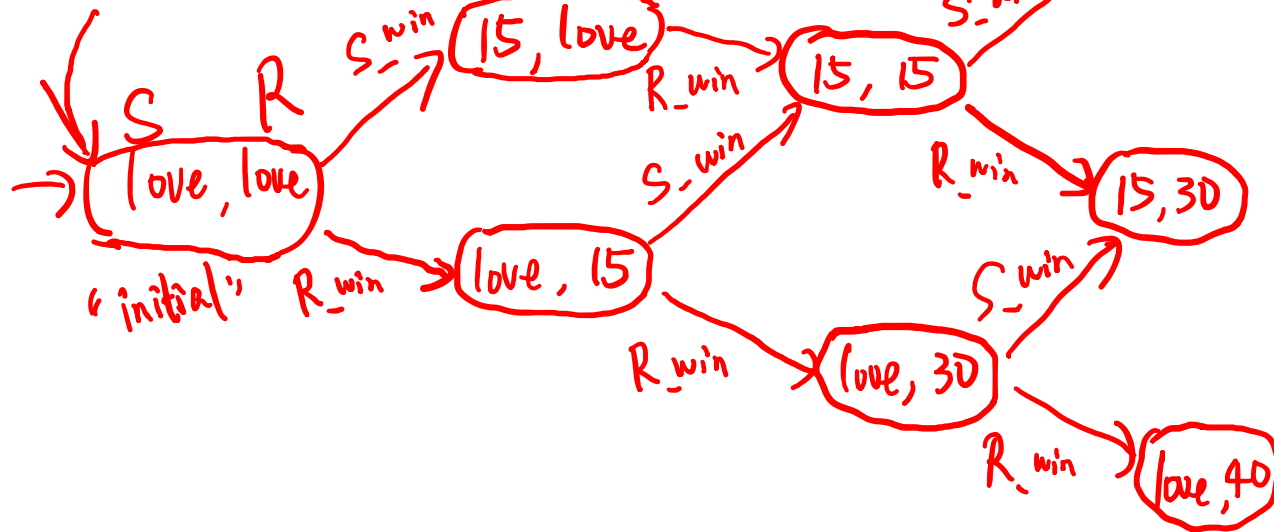 S_win
15, love
R_win
15, 15
S R
love, love
"initial"
S_win
R_win
love, 15
S_win
R_win
15, 30
R_win
love, 30
S_win
R_win
love, 40